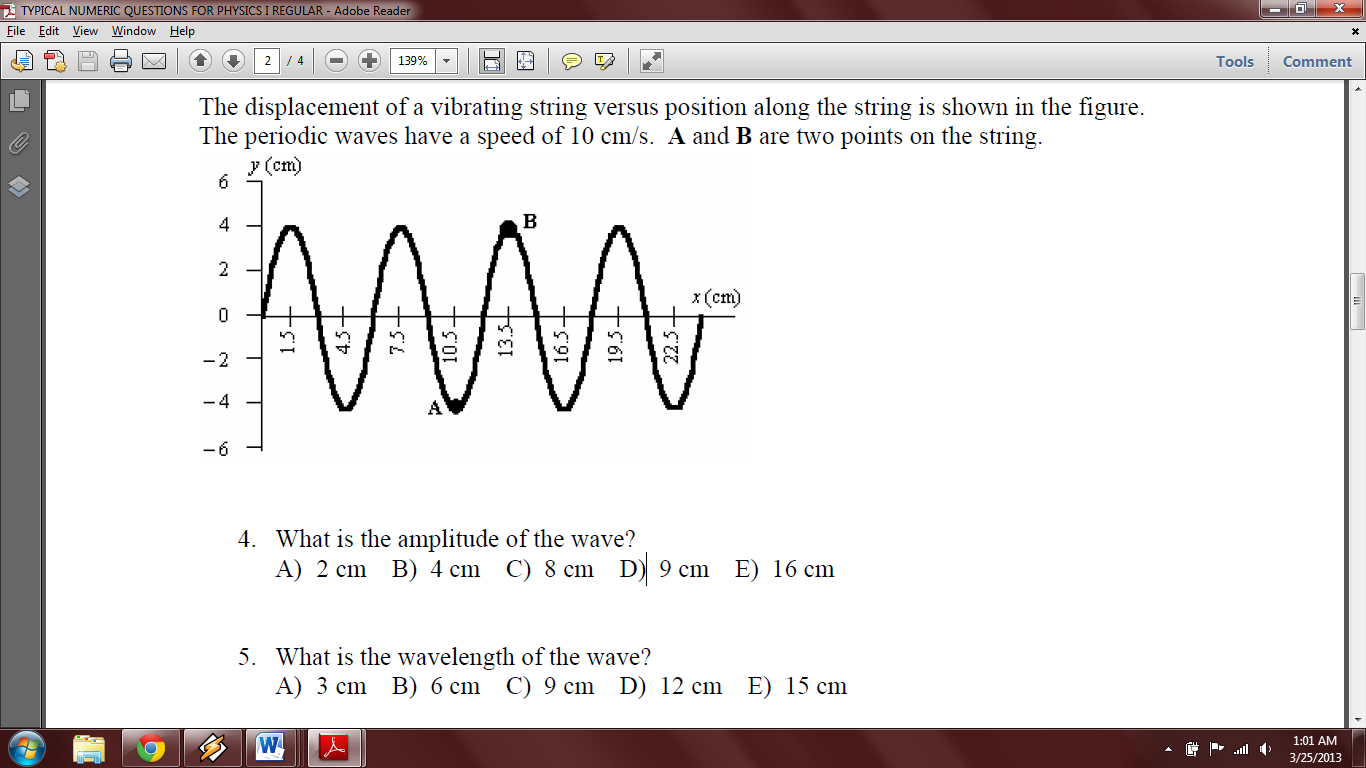 TYPICAL NUMERIC QUESTIONS FOR PHYSICS I REGULAR - Adobe Reader
File Edit View Window Help
2 / 4 139% Tools Comment
The displacement of a vibrating string versus position along the string is shown in the figure.
The periodic waves have a speed of 10 cm/s. A and B are two points on the string.
y (cm)
6
4 B
2
0 x (cm)
1.5 4.5 7.5 10.5 13.5 16.5 19.5 22.5
−2
−4 A
−6
4. What is the amplitude of the wave?
A) 2 cm B) 4 cm C) 8 cm D) 9 cm E) 16 cm
5. What is the wavelength of the wave?
A) 3 cm B) 6 cm C) 9 cm D) 12 cm E) 15 cm
1:01 AM
3/25/2013